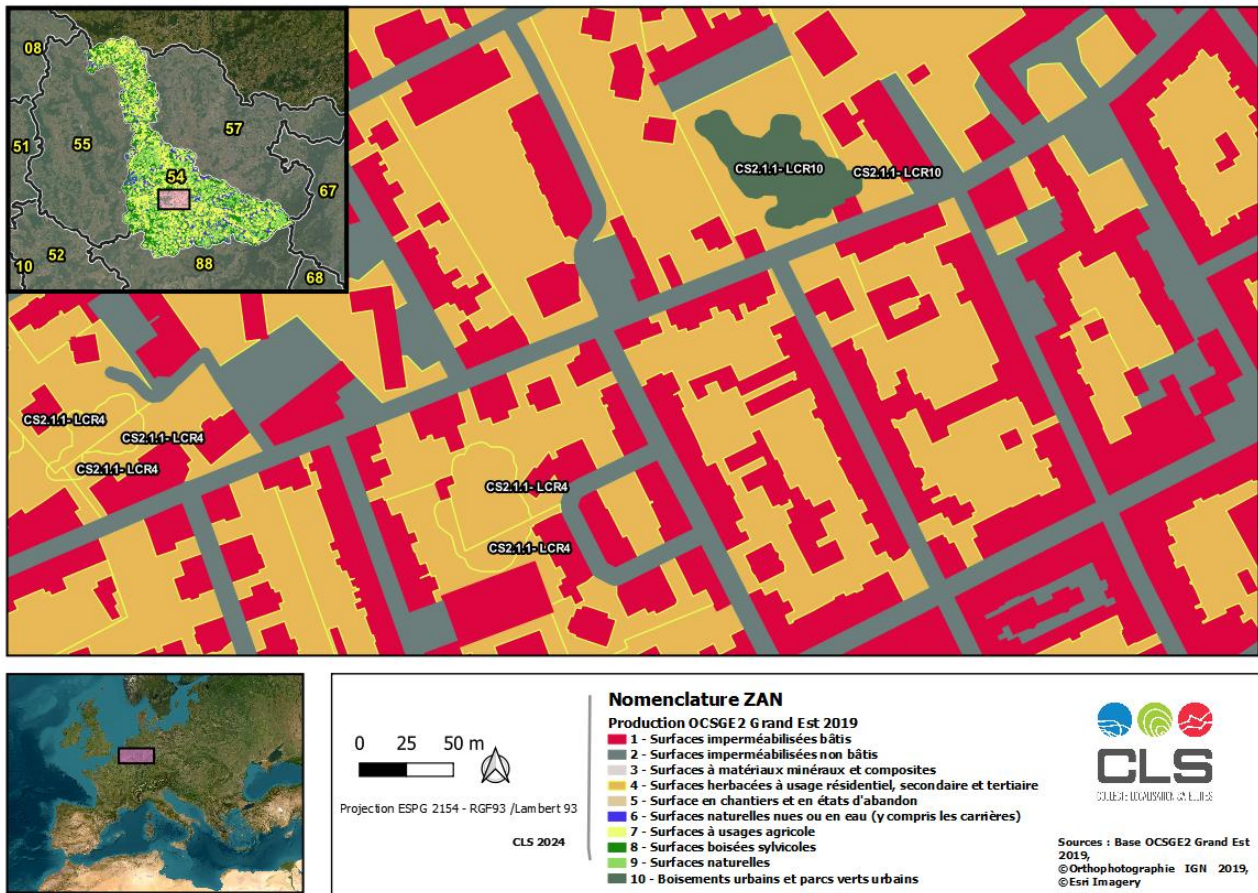 08
51
55
57
54
67
52
10
88
68
CS2.1.1- LCR10
CS2.1.1- LCR10
CS2.1.1- LCR4
CS2.1.1- LCR4
CS2.1.1- LCR4
CS2.1.1- LCR4
CS2.1.1- LCR4
0 25 50 m
Projection ESPG 2154 - RGF93 /Lambert 93
CLS 2024
Nomenclature ZAN
Production OCSGE2 Grand Est 2019
1 - Surfaces imperméabilisées bâtis
2 - Surfaces imperméabilisées non bâtis
3 - Surfaces à matériaux minéraux et composites
4 - Surfaces herbacées à usage résidentiel, secondaire et tertiaire
5 - Surface en chantiers et en états d'abandon
6 - Surfaces naturelles nues ou en eau (y compris les carrières)
7 - Surfaces à usages agricole
8 - Surfaces boisées sylvicoles
9 - Surfaces naturelles
10 - Boisements urbains et parcs verts urbains
CLS
Sources : Base OCSGE2 Grand Est
2019,
©Orthophotographie IGN 2019,
©Esri Imagery